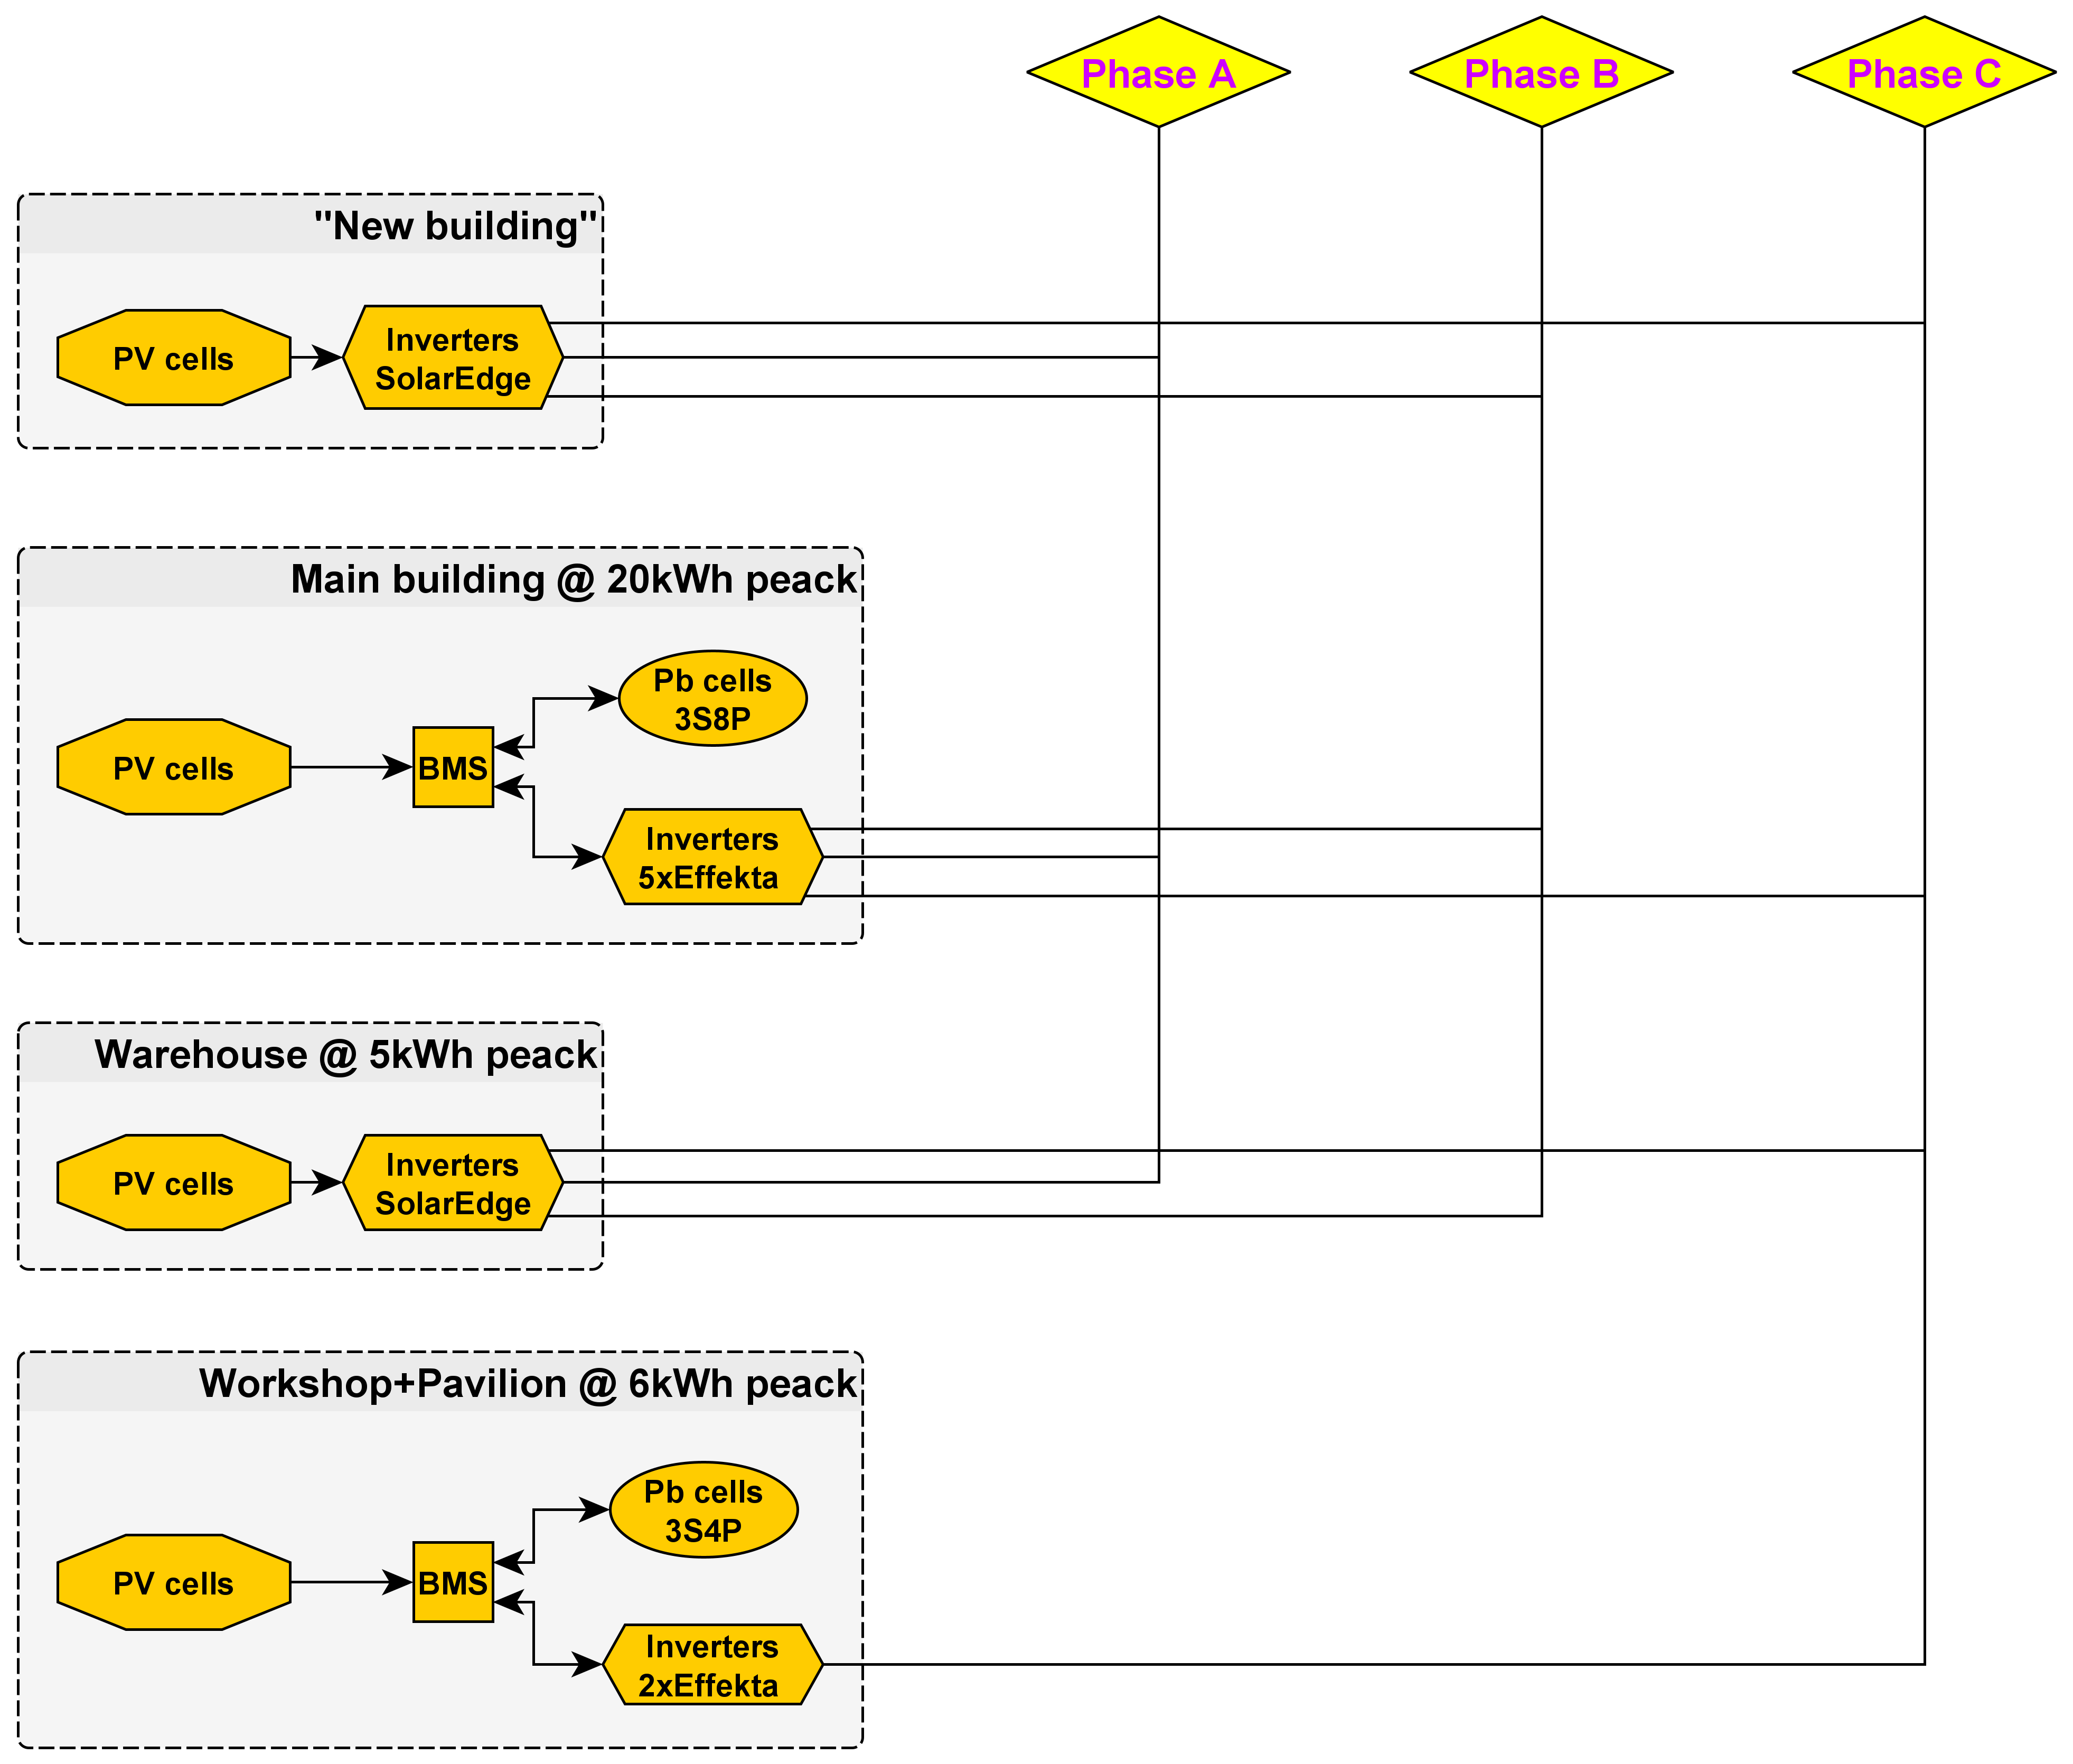 Phase A
Phase B
Phase C
"New building"
PV cells
Inverters
SolarEdge
Main building @ 20kWh peack
Pb cells
3S8P
PV cells
BMS
Inverters
5xEffekta
Warehouse @ 5kWh peack
PV cells
Inverters
SolarEdge
Workshop+Pavilion @ 6kWh peack
Pb cells
3S4P
PV cells
BMS
Inverters
2xEffekta